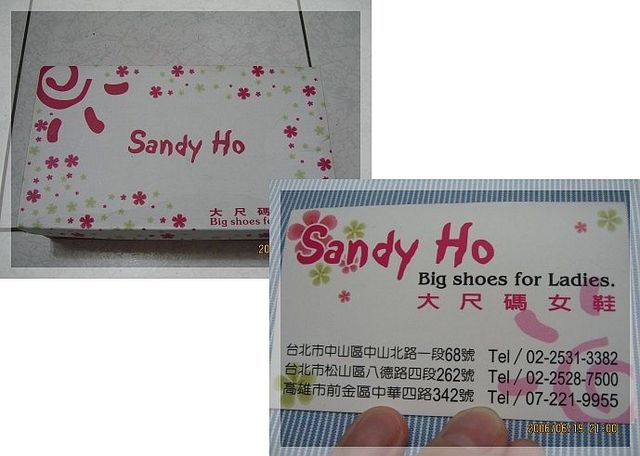 Sandy Ho
大尺碼
Big shoes fo
20
Sandy Ho
Big shoes for Ladies.
大尺碼女鞋
台北市中山區中山北路一段68號 Tel / 02-2531-3382
台北市松山區八德路四段262號 Tel / 02-2528-7500
高雄市前金區中華四路342號 Tel / 07-221-9955
2006/06/19 21:00